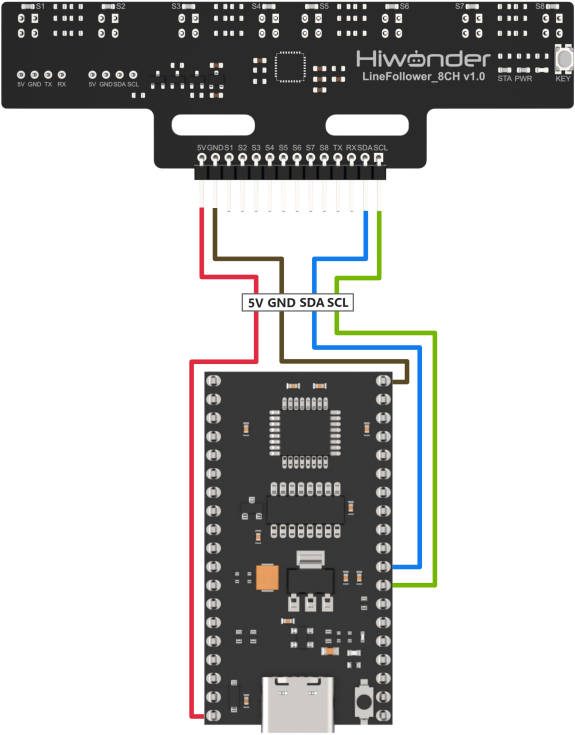 S1 S2 S3 S4 S5 S6 S7 S8
Hiwonder
LineFollower_8CH v1.0
5V GND TX RX 5V GND SDA SCL
STA PWR KEY
5V GND S1 S2 S3 S4 S5 S6 S7 S8 TX RX SDA SCL
5V GND SDA SCL